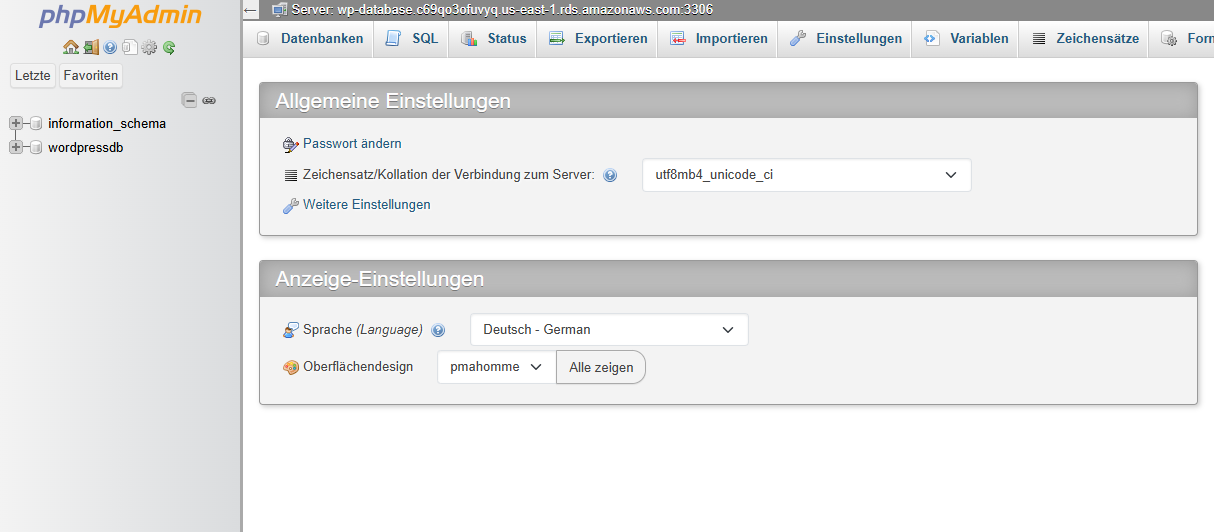 phpMyAdmin
Letzte Favoriten
information_schema
wordpressdb
← Server: wp-database.c69qo3ofuvyq.us-east-1.rds.amazonaws.com:3306
Datenbanken SQL Status Exportieren Importieren Einstellungen Variablen Zeichensätze Forr
Allgemeine Einstellungen
Passwort ändern
Zeichensatz/Kollation der Verbindung zum Server: utf8mb4_unicode_ci
Weitere Einstellungen
Anzeige-Einstellungen
Sprache (Language) Deutsch - German
Oberflächendesign pmahomme Alle zeigen